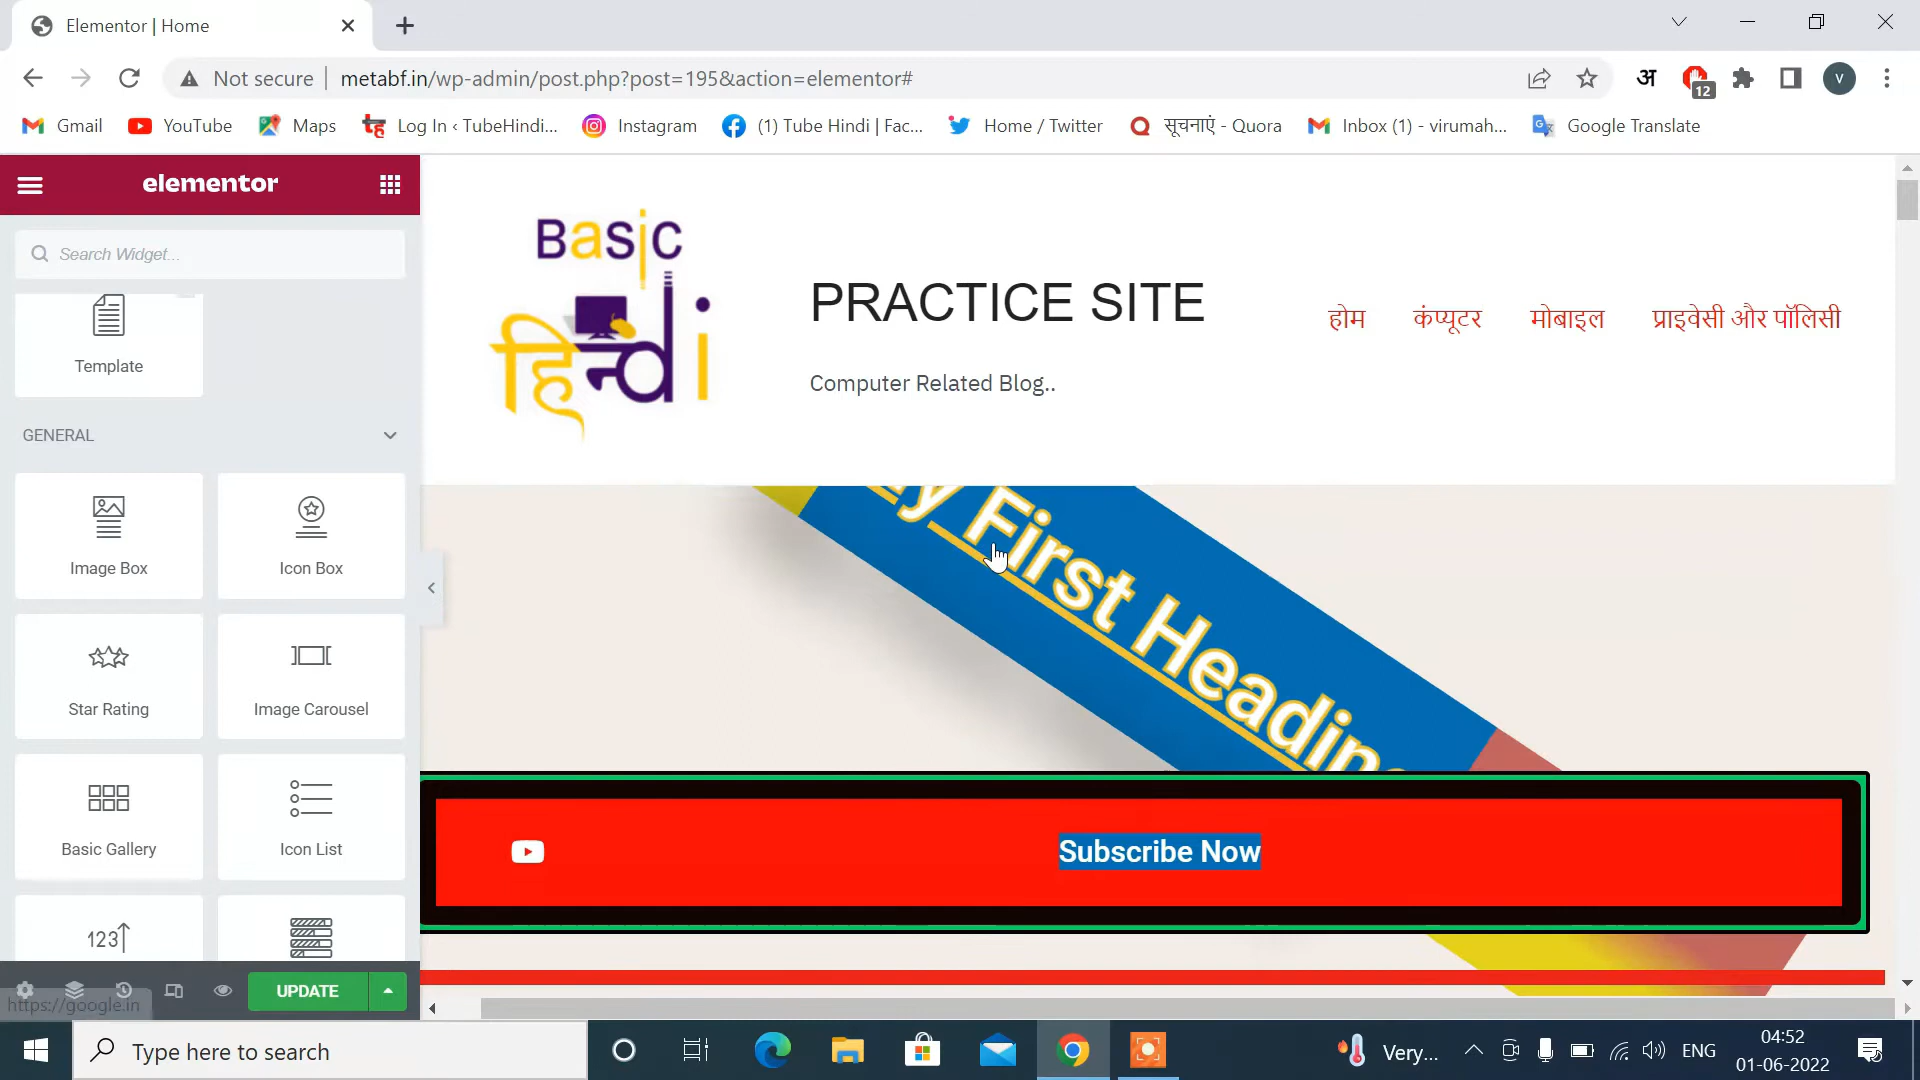 Elementor | Home
Not secure
metabf.in/wp-admin/post.php?post=195&action=elementor#
अ
12
V
Gmail
YouTube
Maps
Log In ‹ TubeHindi...
Instagram
(1) Tube Hindi | Fac...
Home / Twitter
सूचनाएं - Quora
Inbox (1) - virumah...
Google Translate
elementor
Search Widget...
Template
GENERAL
Image Box
Icon Box
Star Rating
Image Carousel
Basic Gallery
Icon List
123
UPDATE
https://google.in
Basic
हिन्दी
PRACTICE SITE
Computer Related Blog..
होम
कंप्यूटर
मोबाइल
प्राइवेसी और पॉलिसी
First Heading
Subscribe Now
Type here to search
Very...
ENG
04:52
01-06-2022